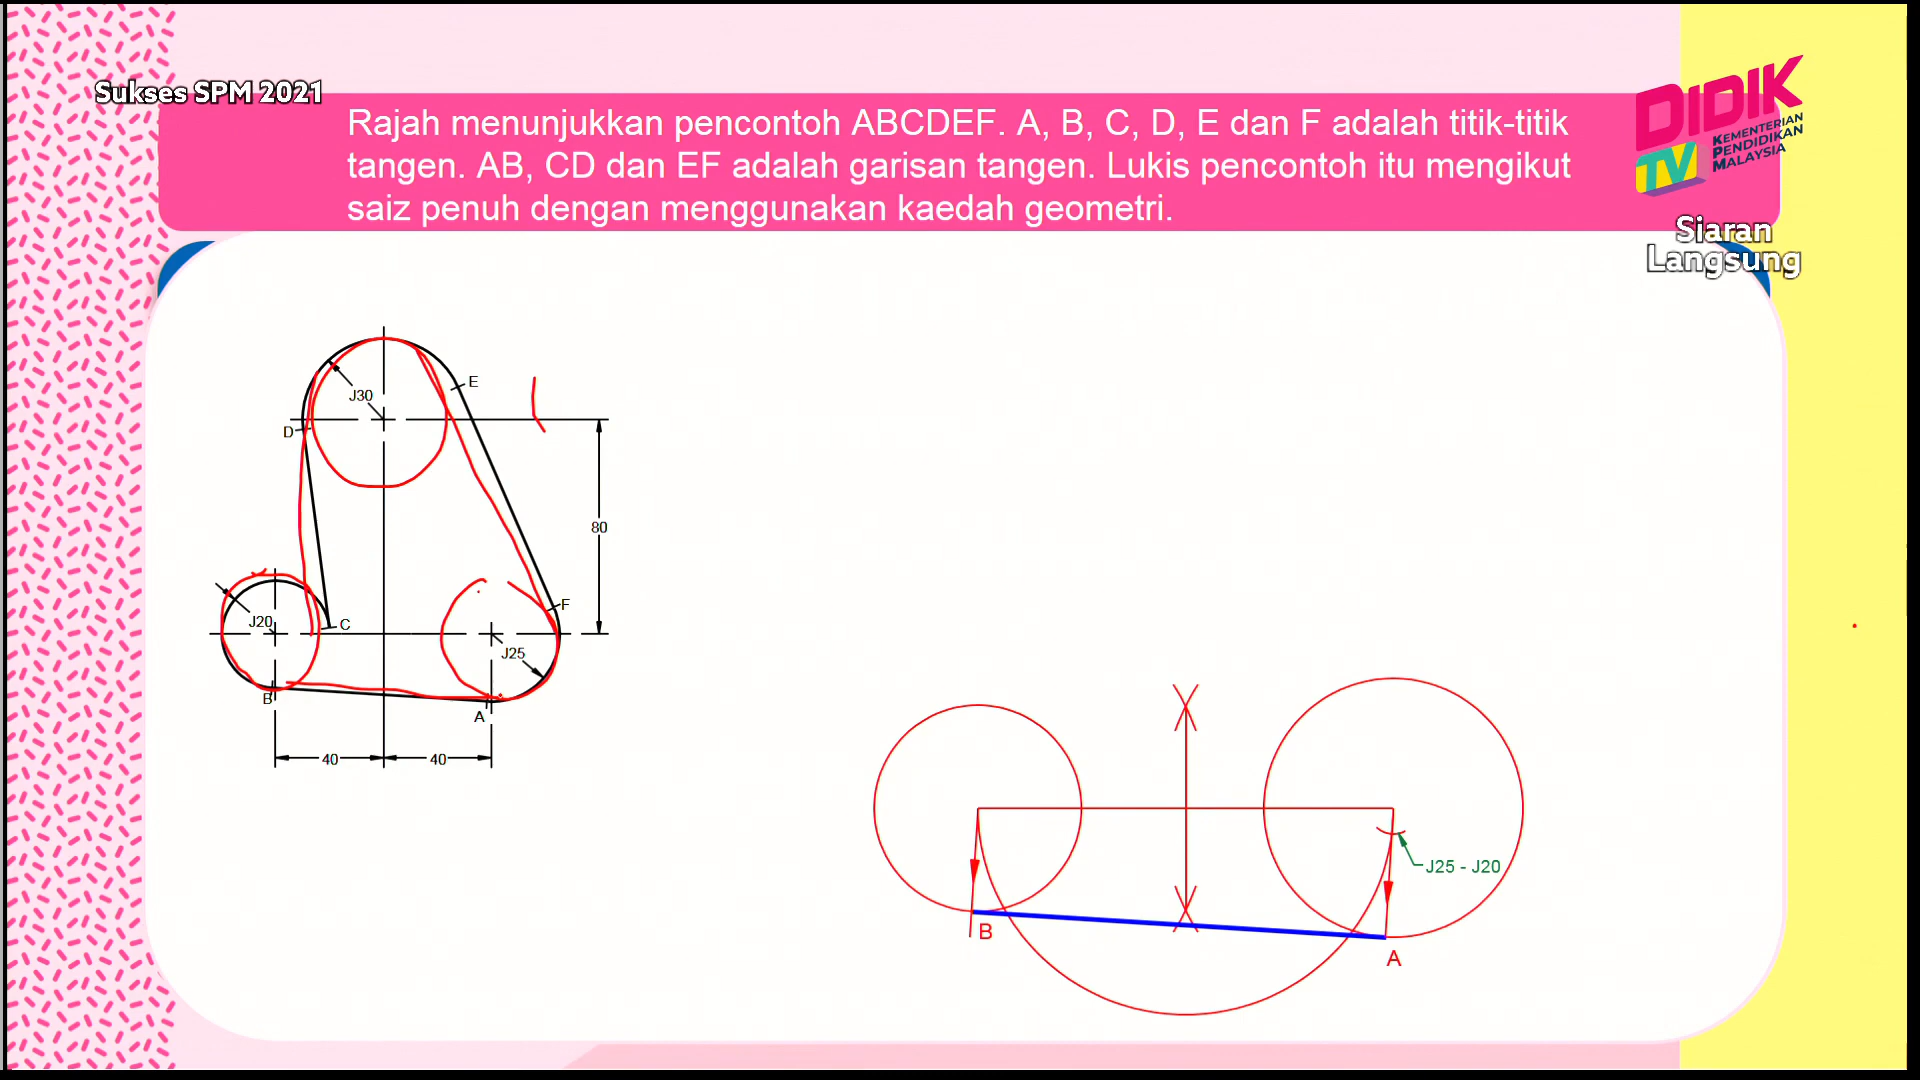 Sukses SPM 2021
Rajah menunjukkan pencontoh ABCDEF. A, B, C, D, E dan F adalah titik-titik
tangen. AB, CD dan EF adalah garisan tangen. Lukis pencontoh itu mengikut
saiz penuh dengan menggunakan kaedah geometri.
DIDIK
TV
KEMENTERIAN
PENDIDIKAN
MALAYSIA
Siaran
Langsung
E
J30
D
80
F
J20
C
J25
B
A
40
40
J25 - J20
B
A